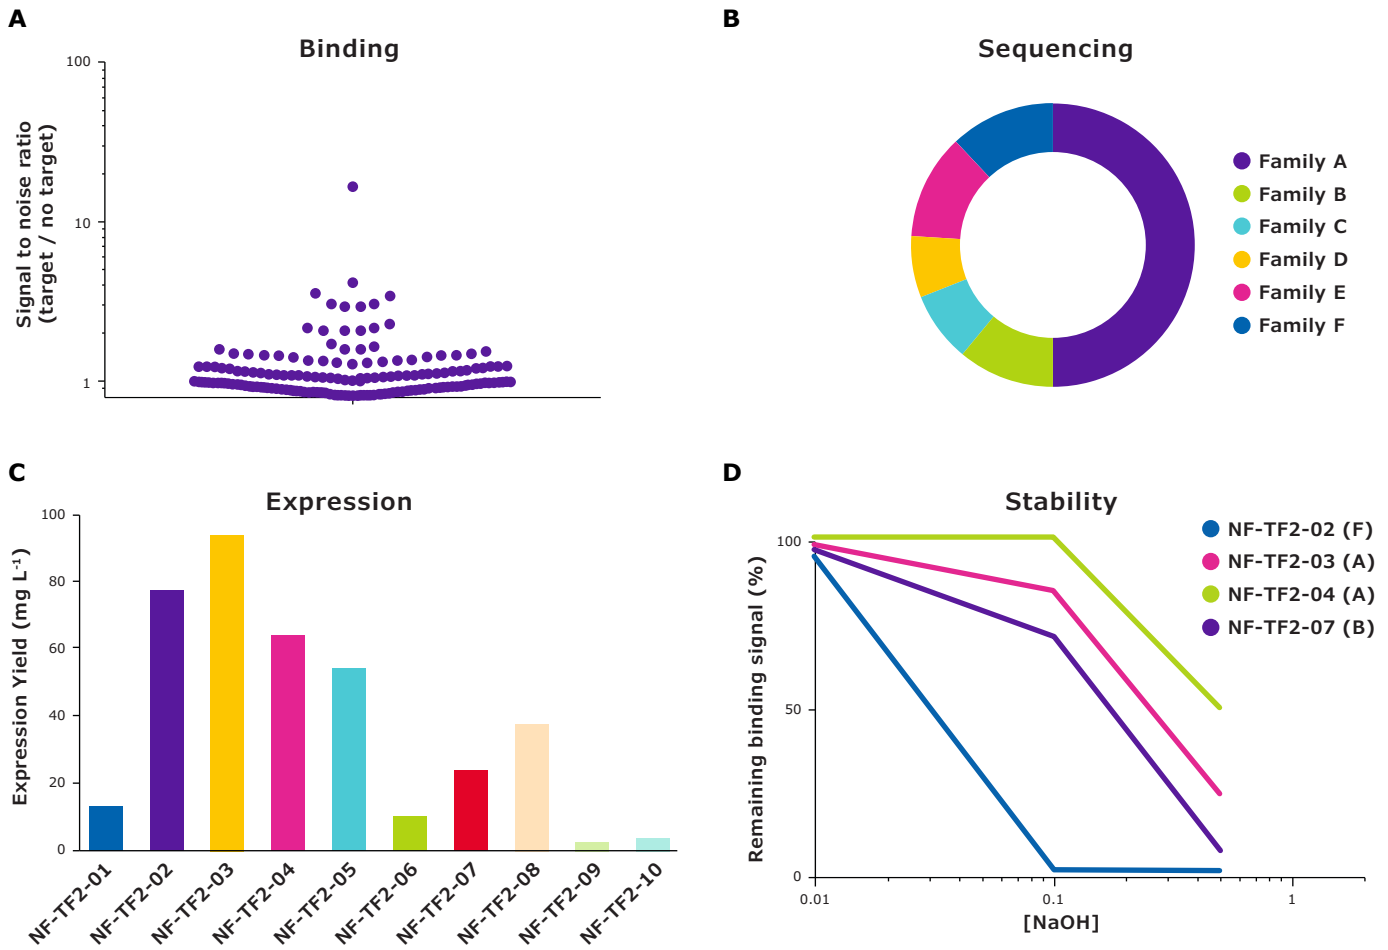 A
Binding
Signal to noise ratio
(target / no target)
100
10
1
B
Sequencing
Family A
Family B
Family C
Family D
Family E
Family F
C
Expression
Expression Yield (mg L⁻¹)
100
80
60
40
20
0
NF-TF2-01
NF-TF2-02
NF-TF2-03
NF-TF2-04
NF-TF2-05
NF-TF2-06
NF-TF2-07
NF-TF2-08
NF-TF2-09
NF-TF2-10
D
Stability
NF-TF2-02 (F)
NF-TF2-03 (A)
NF-TF2-04 (A)
NF-TF2-07 (B)
Remaining binding signal (%)
100
50
0
0.01
0.1
1
[NaOH]